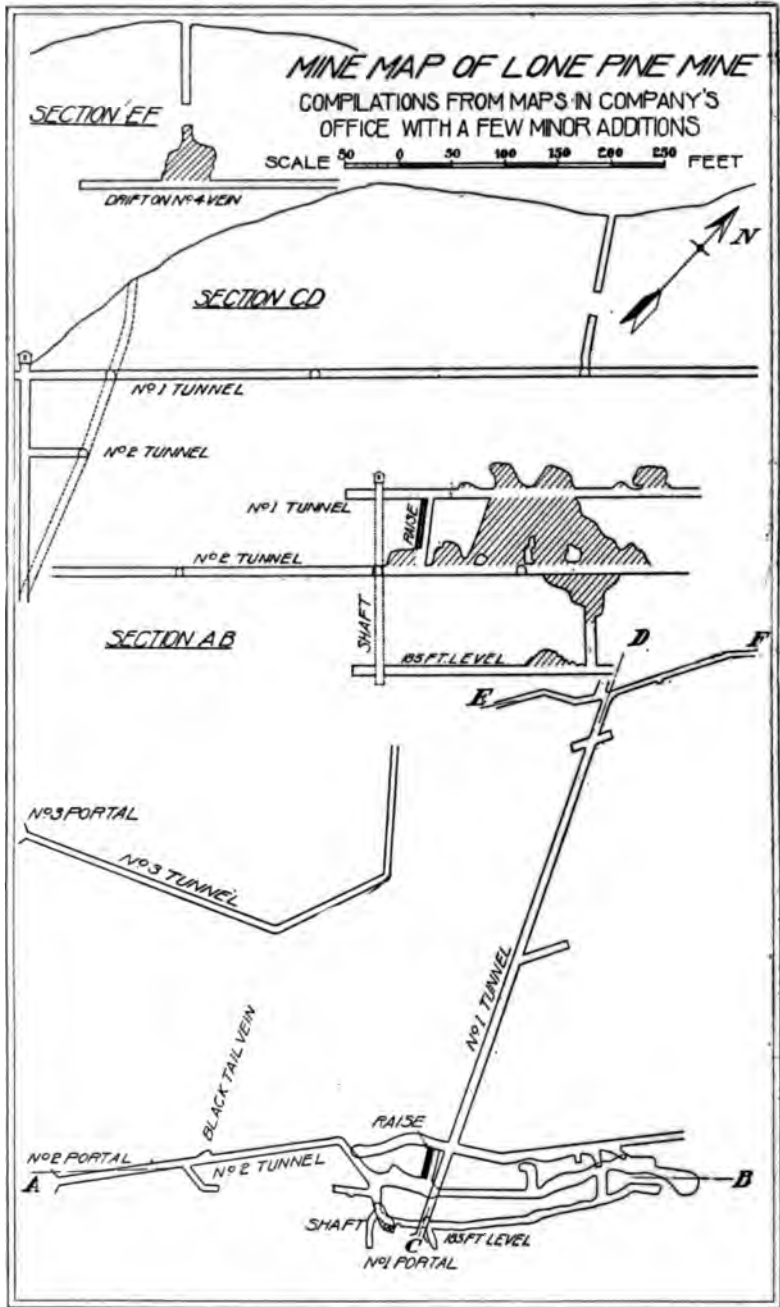 MINE MAP OF LONE PINE MINE
COMPILATIONS FROM MAPS IN COMPANY'S
OFFICE WITH A FEW MINOR ADDITIONS
SCALE 50 0 50 100 150 200 250 FEET
SECTION EF
DRIFT ON No 4 VEIN
N
SECTION CD
No 1 TUNNEL
No 2 TUNNEL
No 1 TUNNEL
RAISE
No 2 TUNNEL
SHAFT
SECTION AB
185 FT. LEVEL
D
F
E
No 3 PORTAL
No 3 TUNNEL
No 1 TUNNEL
BLACK TAIL VEIN
RAISE
No 2 PORTAL
No 2 TUNNEL
A
B
SHAFT
C
185 FT LEVEL
No 1 PORTAL